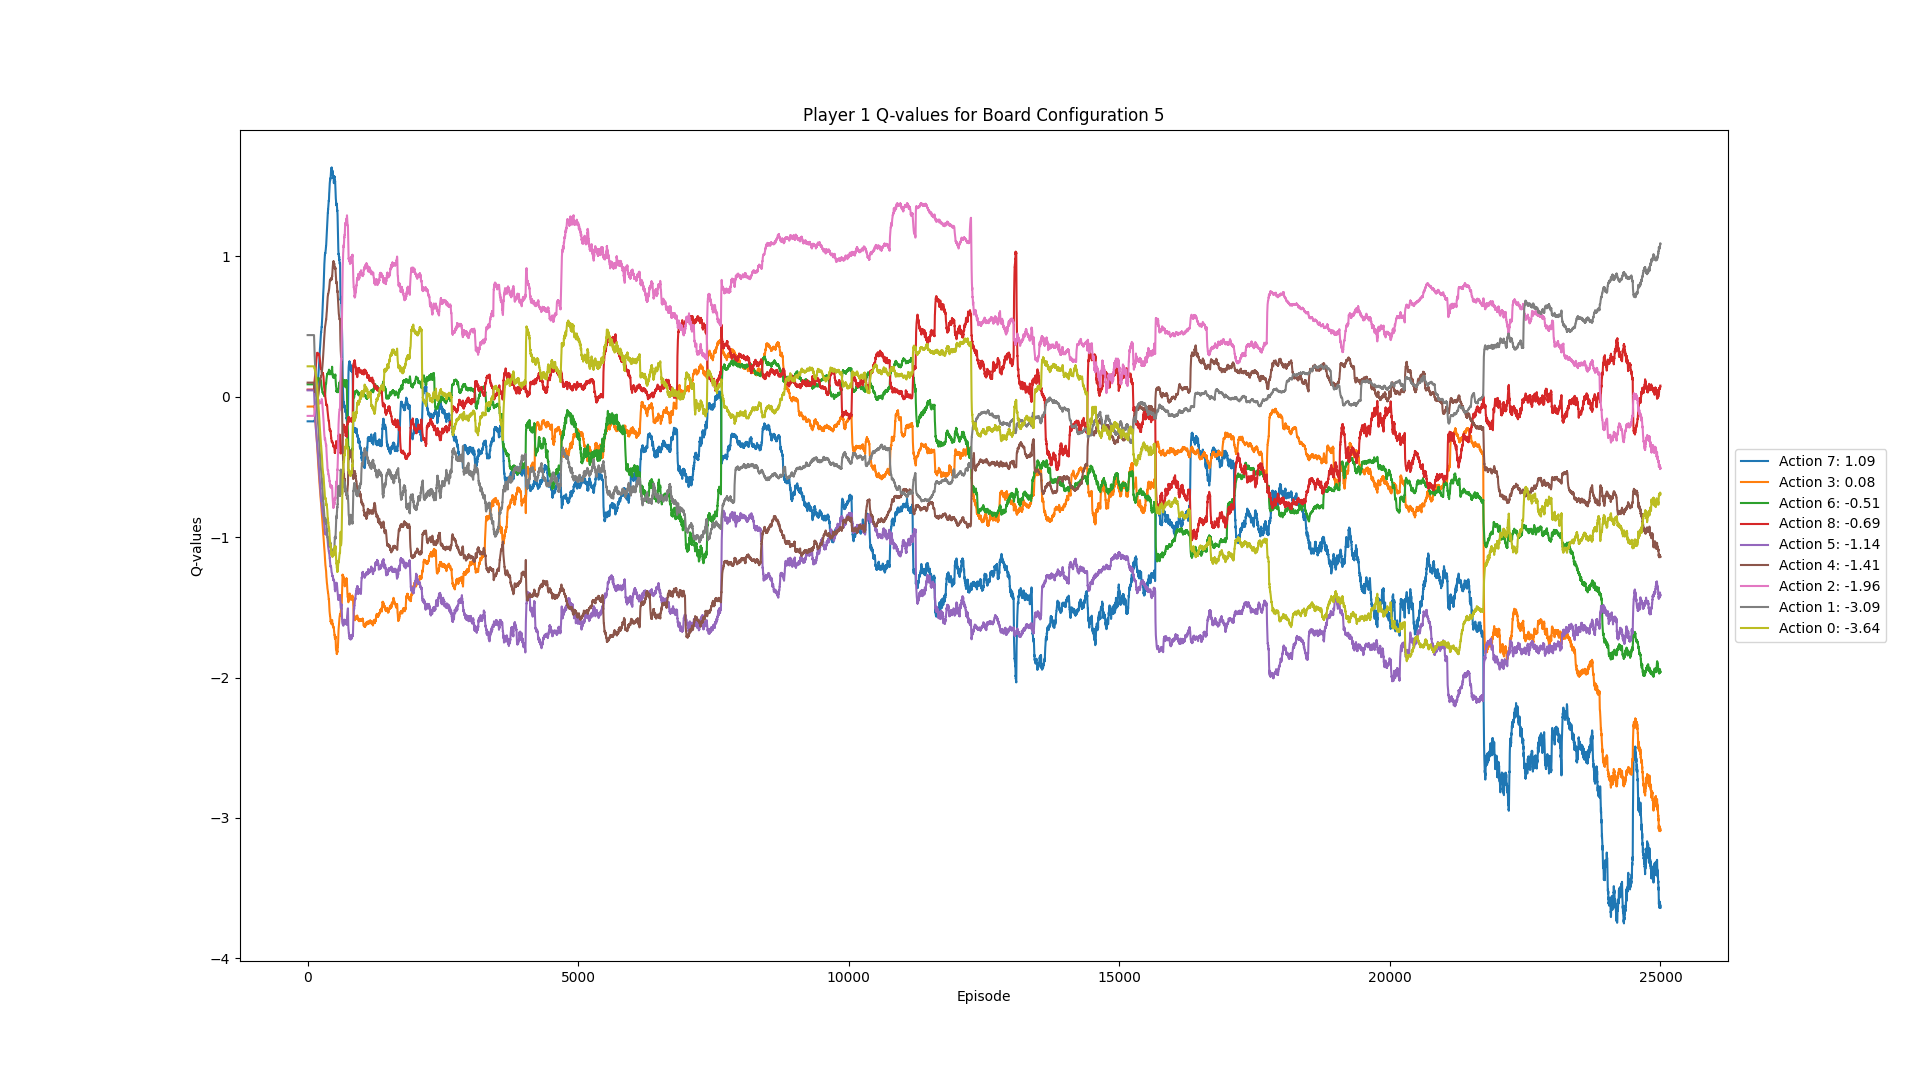 Player 1 Q-values for Board Configuration 5
Q-values
1
0
−1
−2
−3
−4
0 5000 10000 15000 20000 25000
Episode
Action 7: 1.09
Action 3: 0.08
Action 6: -0.51
Action 8: -0.69
Action 5: -1.14
Action 4: -1.41
Action 2: -1.96
Action 1: -3.09
Action 0: -3.64